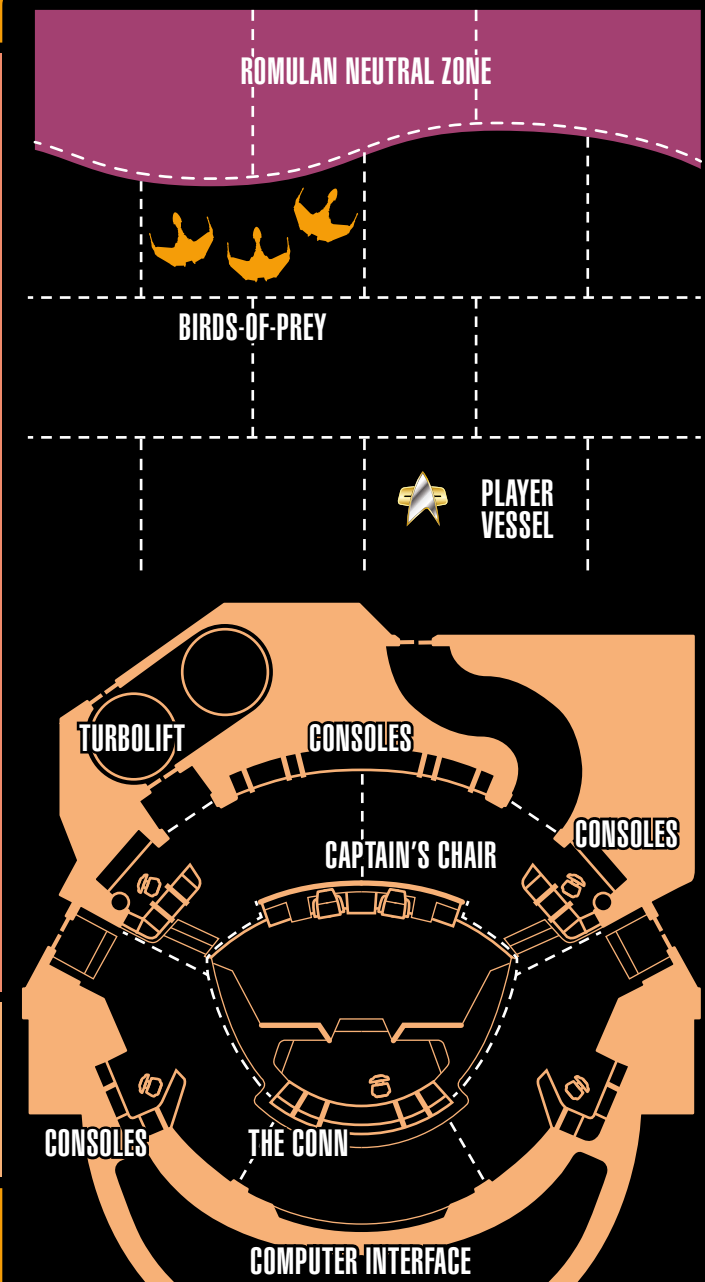 ROMULAN NEUTRAL ZONE
BIRDS-OF-PREY
PLAYER
VESSEL
TURBOLIFT
CONSOLES
CONSOLES
CAPTAIN'S CHAIR
CONSOLES
THE CONN
COMPUTER INTERFACE